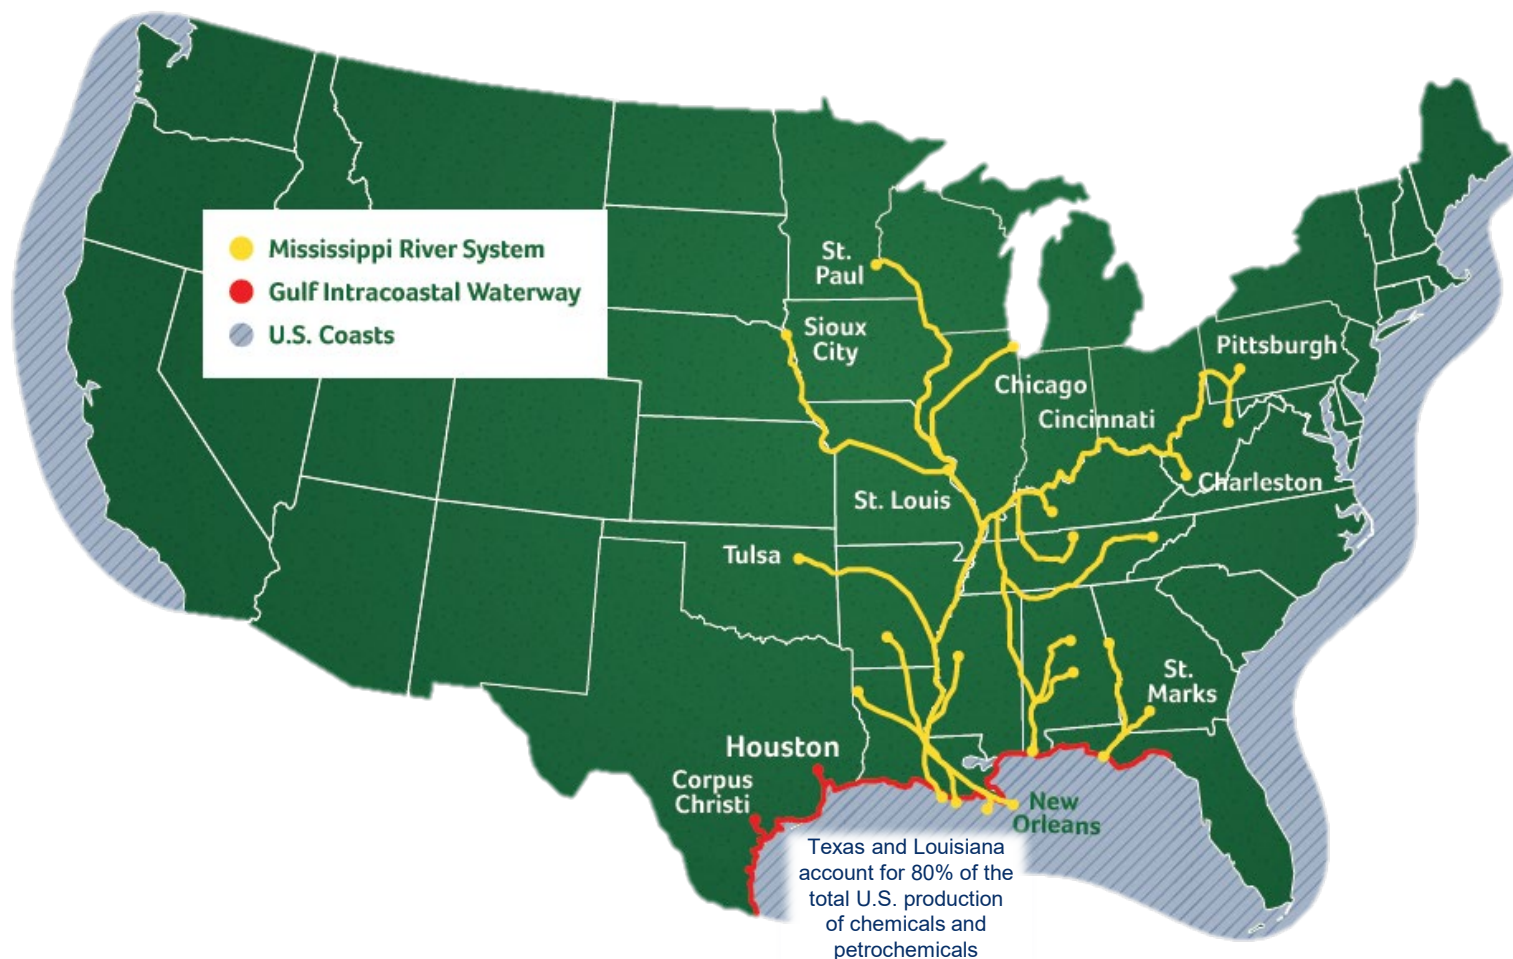 Mississippi River System
Gulf Intracoastal Waterway
U.S. Coasts
St.
Paul
Sioux
City
Chicago
Pittsburgh
Cincinnati
Charleston
St. Louis
Tulsa
St.
Marks
Houston
Corpus
Christi
New
Orleans
Texas and Louisiana
account for 80% of the
total U.S. production
of chemicals and
petrochemicals